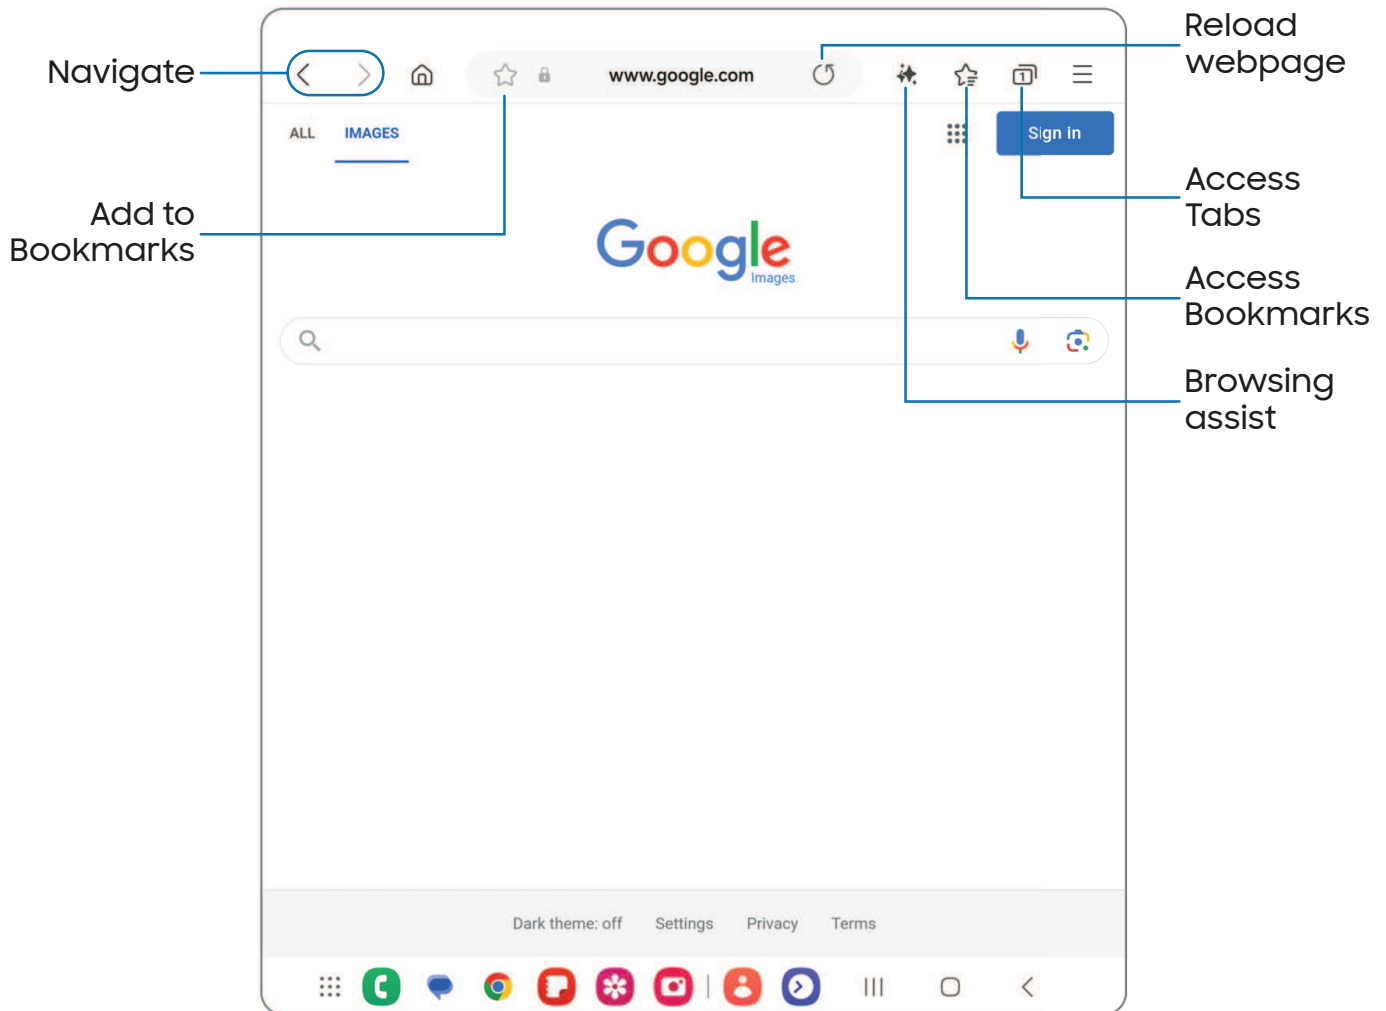 Reload
webpage
Navigate
www.google.com
1
ALL IMAGES
Sign in
Access
Tabs
Add to
Bookmarks
Google
Images
Access
Bookmarks
Browsing
assist
Dark theme: off Settings Privacy Terms